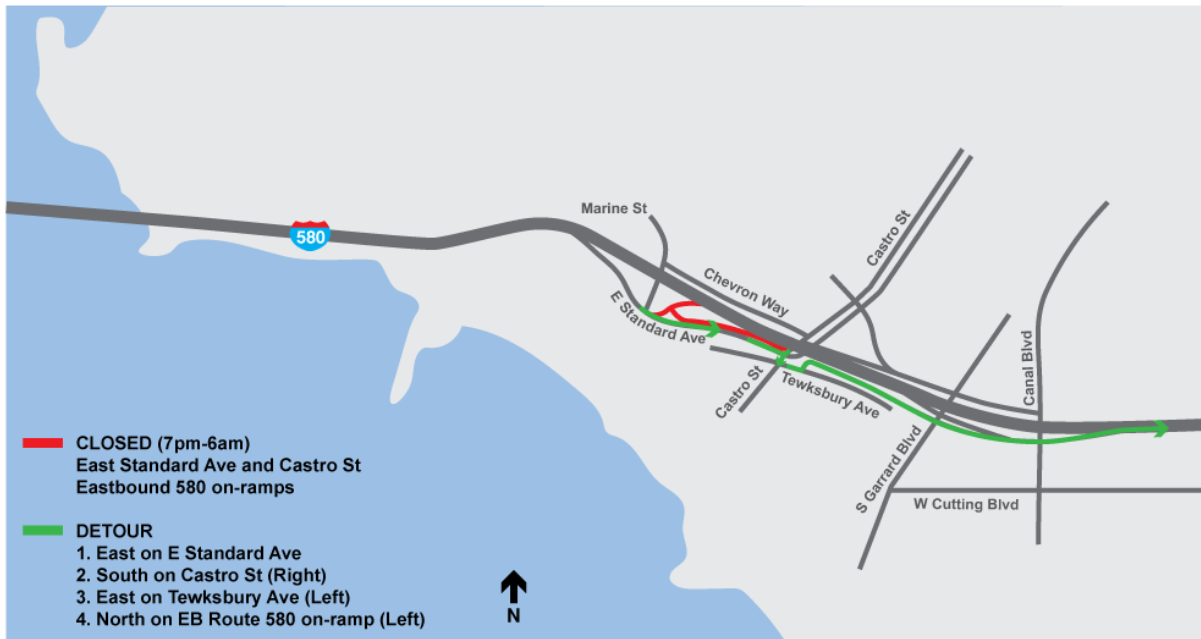 Marine St
580
Castro St
Chevron Way
E Standard Ave
Canal Blvd
Castro St
Tewksbury Ave
S Garrard Blvd
W Cutting Blvd
CLOSED (7pm-6am)
East Standard Ave and Castro St
Eastbound 580 on-ramps
DETOUR
1. East on E Standard Ave
2. South on Castro St (Right)
3. East on Tewksbury Ave (Left)
4. North on EB Route 580 on-ramp (Left)
N